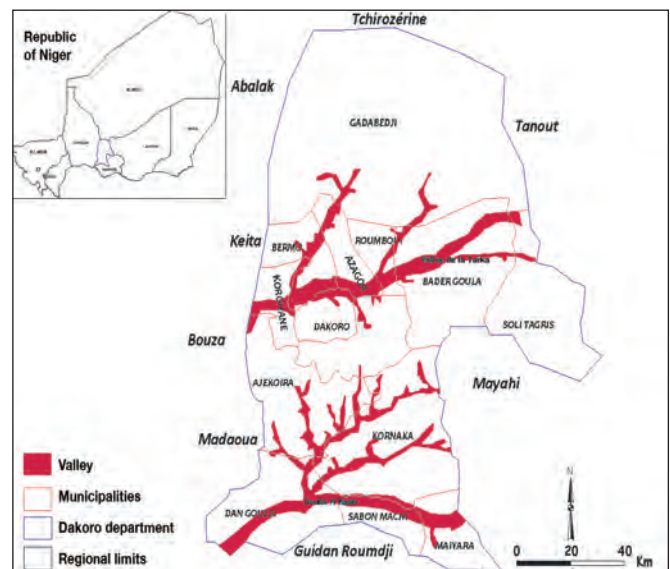 Tchirozérine
Republic
of Niger
Abalak
GADABEDJI
Tanout
Keita
BERMO
ROUMBOU
AZAGOR
KOROHANE
BADER GOULA
Bouza
DAKORO
SOLI TAGRIS
AJEKOIRA
Mayahi
Madaoua
KORNAKA
Valley
Municipalities
DAN GOULBI
SABON MACHI
N
Dakoro department
MAIYARA
Regional limits
Guidan Roumdji
0 20 40 Km